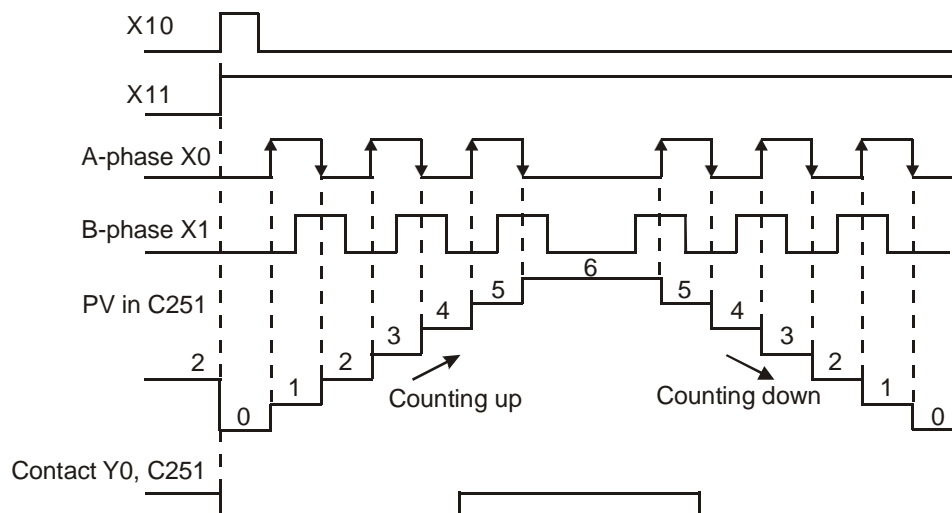 X10
X11
A-phase X0
B-phase X1
6
5 5
PV in C251
4 4
3 3
2 2 2
Counting up Counting down
1 1
0 0
Contact Y0, C251